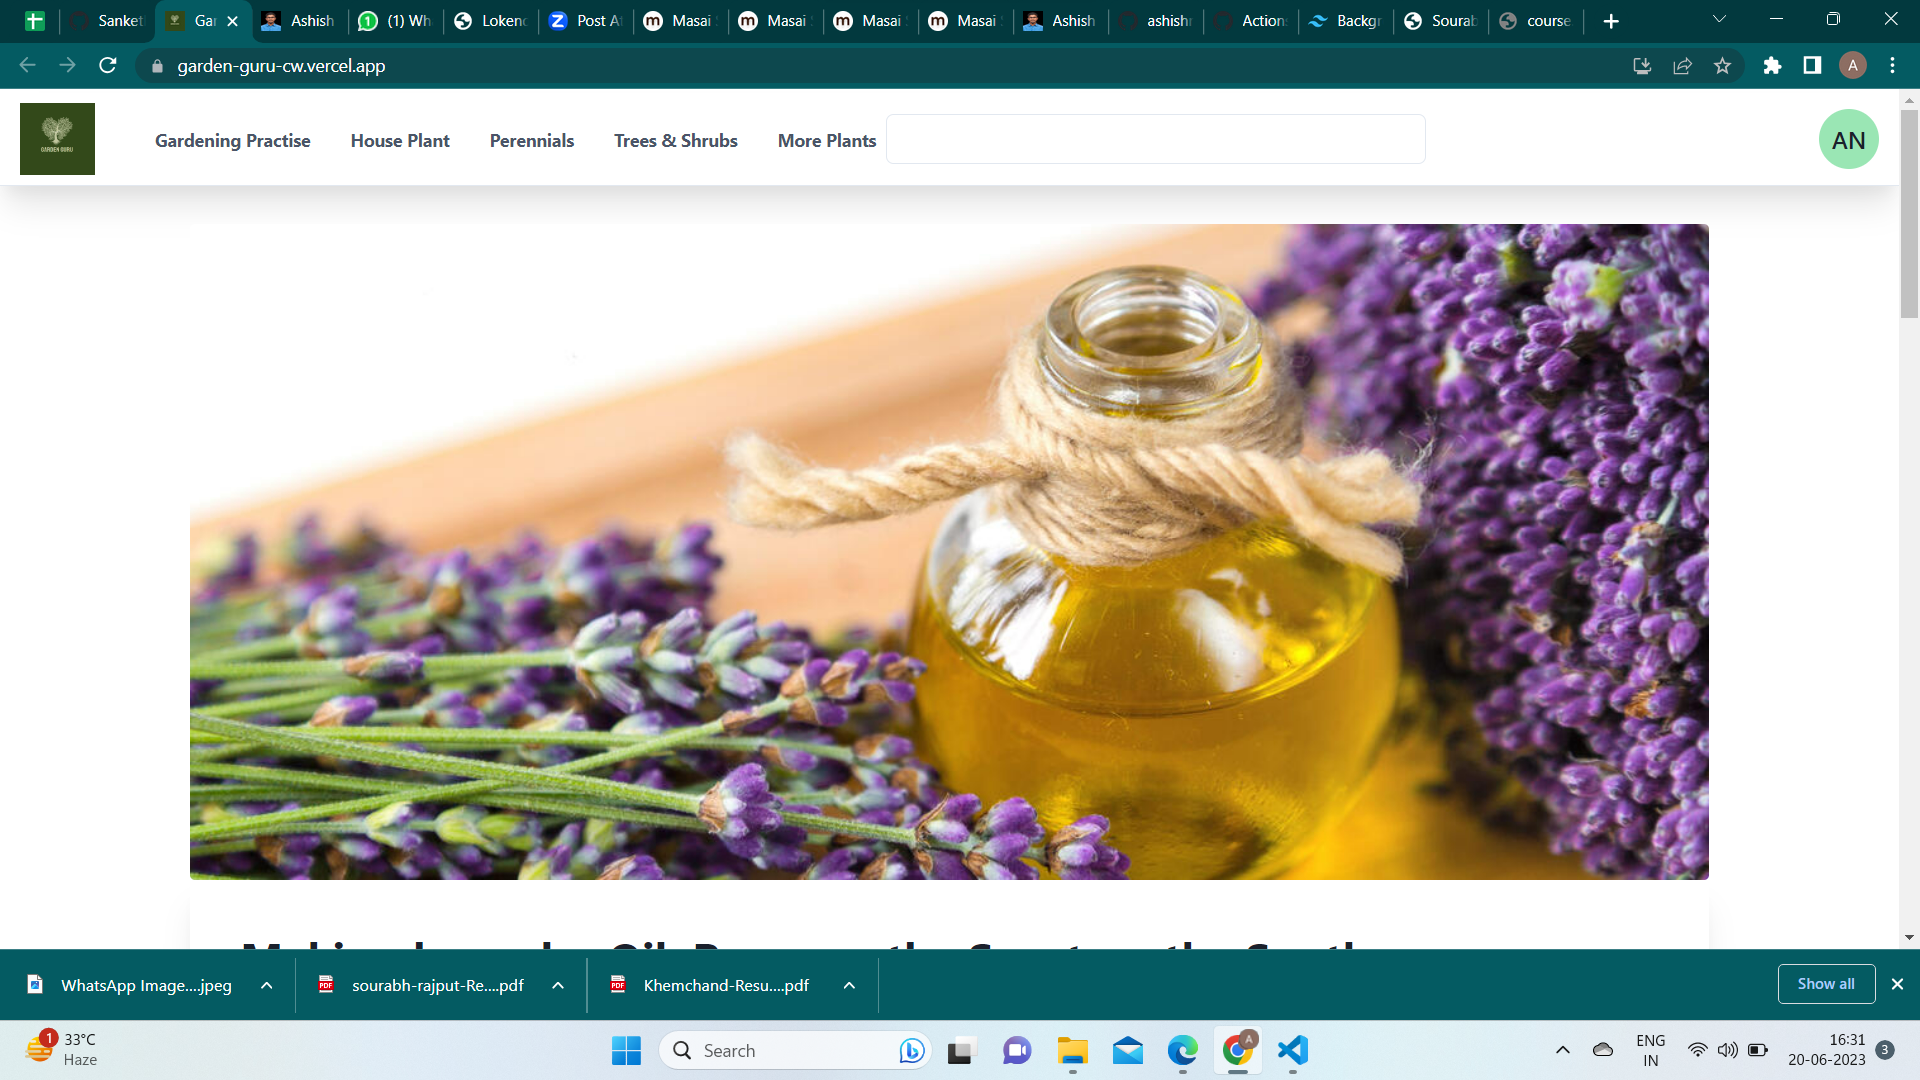 Sanket
Gar
Ashish
(1) Wh
Lokend
Post At
Masai
Masai
Masai
Masai
Ashish
ashishr
Action
Backgr
Sourab
course
garden-guru-cw.vercel.app
A
GARDEN GURU
Gardening Practise
House Plant
Perennials
Trees & Shrubs
More Plants
AN
WhatsApp Image....jpeg
sourabh-rajput-Re....pdf
Khemchand-Resu....pdf
Show all
1
33°C
Haze
Search
A
ENG
IN
16:31
20-06-2023
3